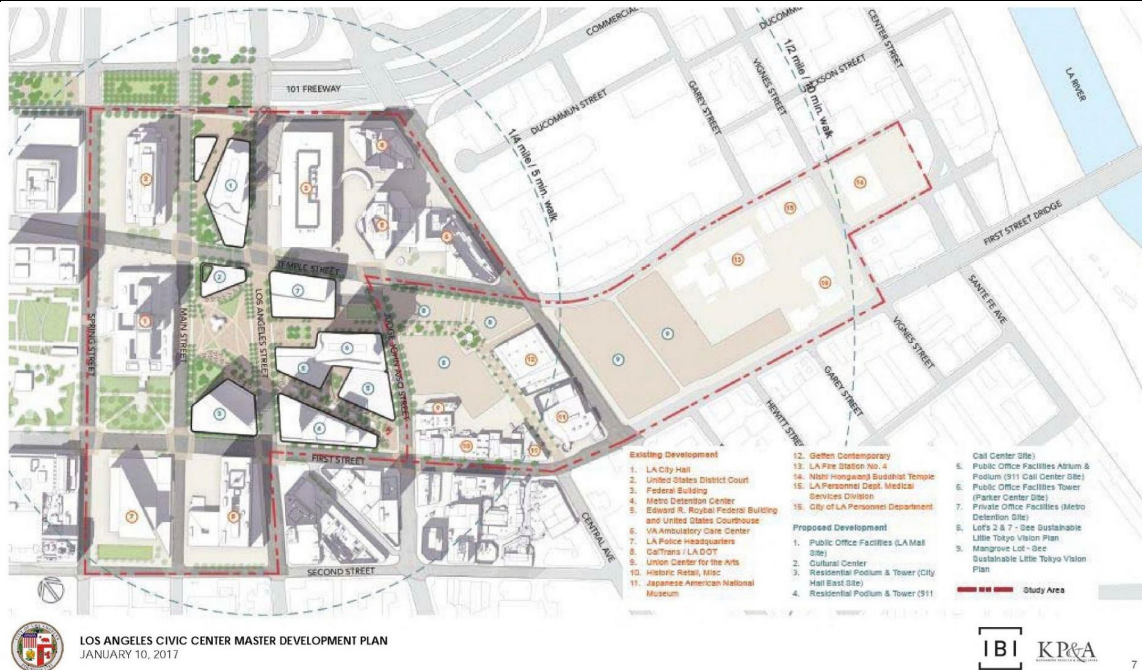 COMMERCIAL
DUCOMMUN
CENTER STREET
1/2 mile / 10 min. walk
VIGNES STREET
JACKSON STREET
LA RIVER
101 FREEWAY
GAREY STREET
DUCOMMUN STREET
1/4 mile / 5 min. walk
FIRST STREET BRIDGE
TEMPLE STREET
SPRING STREET
MAIN STREET
LOS ANGELES STREET
JUDGE JOHN AISO STREET
SANTE FE AVE
VIGNES STREET
GAREY STREET
HEWITT STREET
FIRST STREET
CENTRAL AVE
SECOND STREET
Existing Development
1. LA City Hall
2. United States District Court
3. Federal Building
4. Metro Detention Center
5. Edward R. Roybal Federal Building
and United States Courthouse
6. VA Ambulatory Care Center
7. LA Police Headquarters
8. CalTrans / LA DOT
9. Union Center for the Arts
10. Historic Retail, Misc
11. Japanese American National
Museum
12. Geffen Contemporary
13. LA Fire Station No. 4
14. Nishi Hongwanji Buddhist Temple
15. LA Personnel Dept. Medical
Services Division
16. City of LA Personnel Department
Proposed Development
1. Public Office Facilities (LA Mall
Site)
2. Cultural Center
3. Residential Podium & Tower (City
Hall East Site)
4. Residential Podium & Tower (911
Call Center Site)
5. Public Office Facilities Atrium &
Podium (911 Call Center Site)
6. Public Office Facilities Tower
(Parker Center Site)
7. Private Office Facilities (Metro
Detention Site)
8. Lot's 2 & 7 - See Sustainable
Little Tokyo Vision Plan
9. Mangrove Lot - See
Sustainable Little Tokyo Vision
Plan
Study Area
LOS ANGELES CIVIC CENTER MASTER DEVELOPMENT PLAN
JANUARY 10, 2017
IBI
KP&A
7